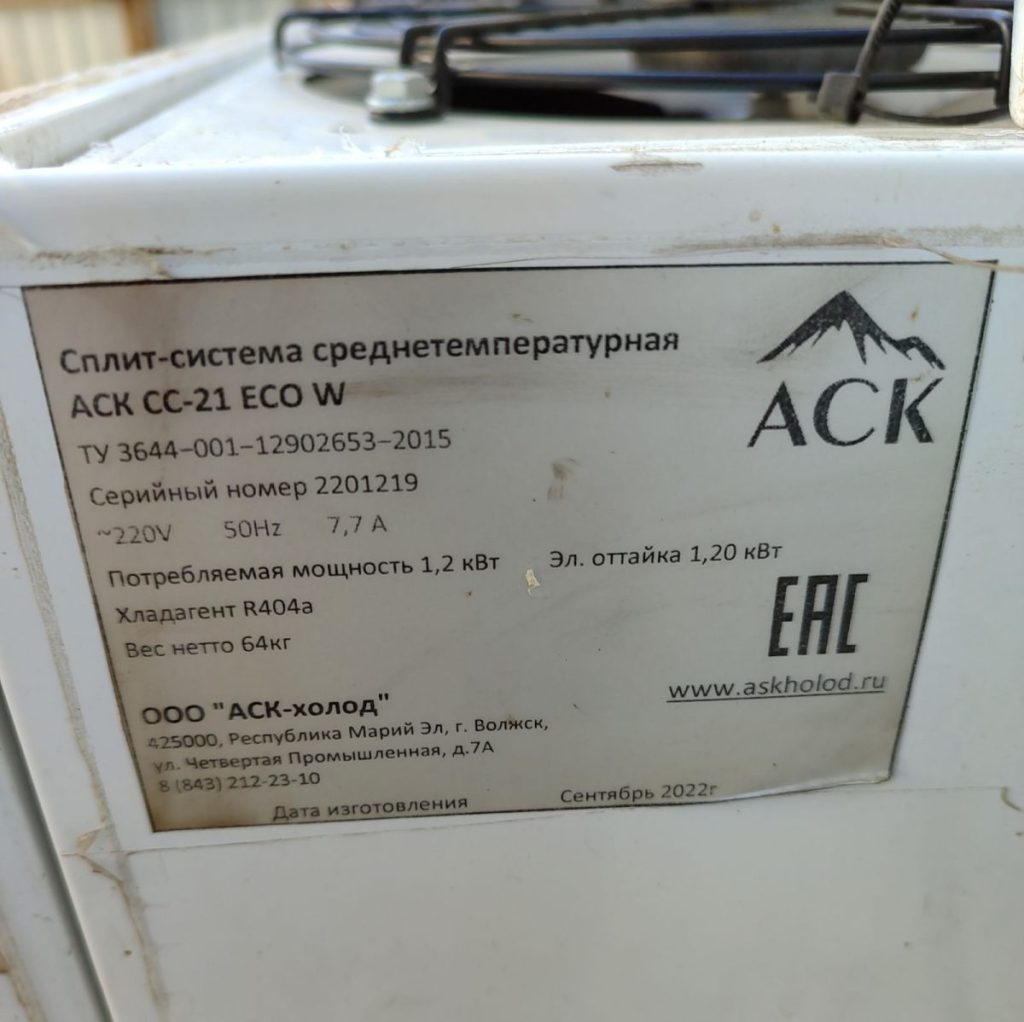 Сплит-система среднетемпературная
АСК СС-21 ECO W
АСК
ТУ 3644-001-12902653-2015
Серийный номер 2201219
~220V 50Hz 7,7 А
Потребляемая мощность 1,2 кВт Эл. оттайка 1,20 кВт
Хладагент R404a
Вес нетто 64кг
ЕАС
www.askholod.ru
ООО "АСК-холод"
425000, Республика Марий Эл, г. Волжск,
ул. Четвертая Промышленная, д.7А
8 (843) 212-23-10
Дата изготовления Сентябрь 2022г